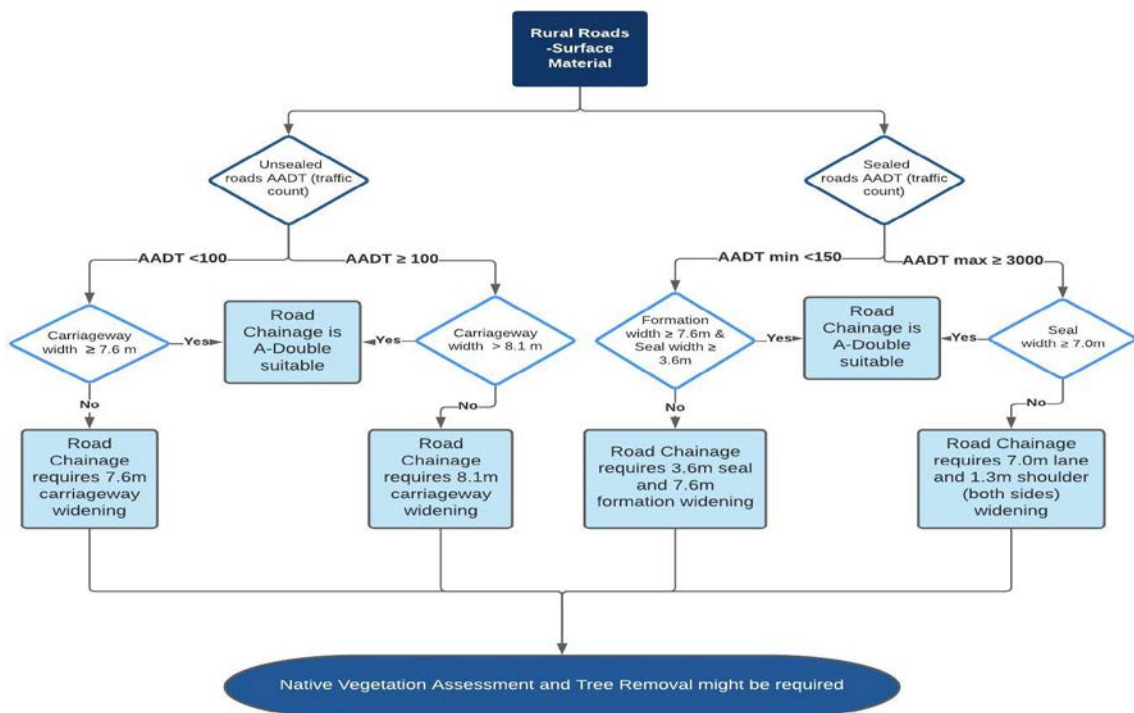 Rural Roads
-Surface
Material
Unsealed
roads AADT (traffic
count)
Sealed
roads AADT (traffic
count)
AADT <100
AADT ≥ 100
AADT min <150
AADT max ≥ 3000
Carriageway
width ≥ 7.6 m
Yes
Road
Chainage is
A-Double
suitable
Yes
Carriageway
width > 8.1 m
Formation
width ≥ 7.6m &
Seal width ≥
3.6m
Yes
Road
Chainage is
A-Double
suitable
Yes
Seal
width ≥ 7.0m
No
No
No
No
Road
Chainage
requires 7.6m
carriageway
widening
Road
Chainage
requires 8.1m
carriageway
widening
Road Chainage
requires 3.6m seal
and 7.6m
formation widening
Road Chainage
requires 7.0m lane
and 1.3m shoulder
(both sides)
widening
Native Vegetation Assessment and Tree Removal might be required